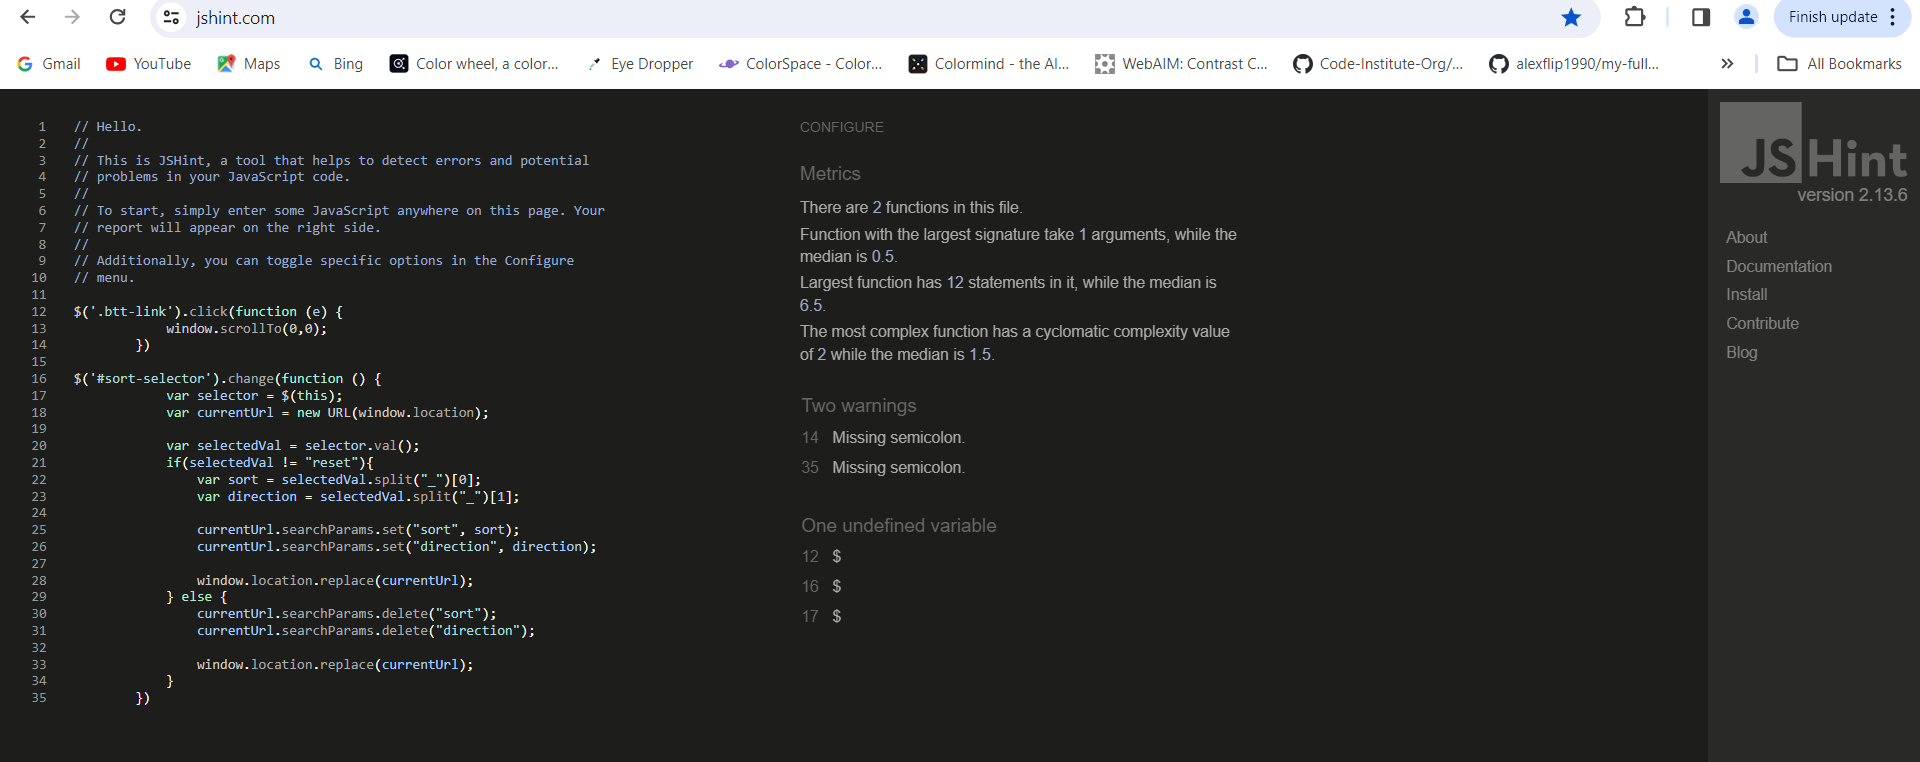 jshint.com
Finish update
Gmail
YouTube
Maps
Bing
Color wheel, a color...
Eye Dropper
ColorSpace - Color...
Colormind - the AI...
WebAIM: Contrast C...
Code-Institute-Org/...
alexflip1990/my-full...
»
All Bookmarks
1 // Hello.
2 //
3 // This is JSHint, a tool that helps to detect errors and potential
4 // problems in your JavaScript code.
5 //
6 // To start, simply enter some JavaScript anywhere on this page. Your
7 // report will appear on the right side.
8 //
9 // Additionally, you can toggle specific options in the Configure
10 // menu.
11
12 $('.btt-link').click(function (e) {
13 window.scrollTo(0,0);
14 })
15
16 $('#sort-selector').change(function () {
17 var selector = $(this);
18 var currentUrl = new URL(window.location);
19
20 var selectedVal = selector.val();
21 if(selectedVal != "reset"){
22 var sort = selectedVal.split("_")[0];
23 var direction = selectedVal.split("_")[1];
24
25 currentUrl.searchParams.set("sort", sort);
26 currentUrl.searchParams.set("direction", direction);
27
28 window.location.replace(currentUrl);
29 } else {
30 currentUrl.searchParams.delete("sort");
31 currentUrl.searchParams.delete("direction");
32
33 window.location.replace(currentUrl);
34 }
35 })
CONFIGURE
Metrics
There are 2 functions in this file.
Function with the largest signature take 1 arguments, while the
median is 0.5.
Largest function has 12 statements in it, while the median is
6.5.
The most complex function has a cyclomatic complexity value
of 2 while the median is 1.5.
Two warnings
14 Missing semicolon.
35 Missing semicolon.
One undefined variable
12 $
16 $
17 $
JSHint
version 2.13.6
About
Documentation
Install
Contribute
Blog